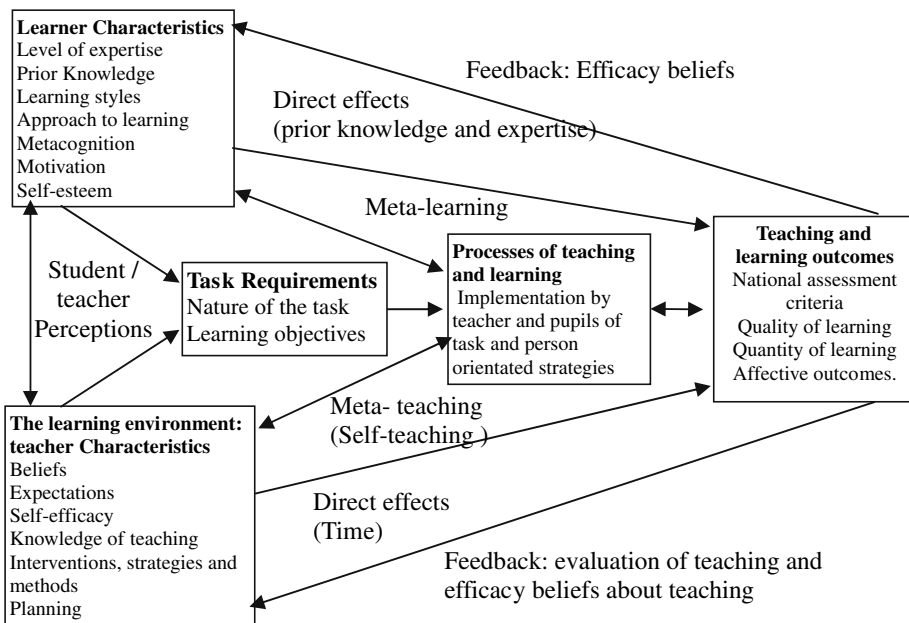 Learner Characteristics
Level of expertise
Prior Knowledge
Learning styles
Approach to learning
Metacognition
Motivation
Self-esteem
Feedback: Efficacy beliefs
Direct effects
(prior knowledge and expertise)
Meta-learning
Student /
teacher
Perceptions
Task Requirements
Nature of the task
Learning objectives
Processes of teaching
and learning
Implementation by
teacher and pupils of
task and person
orientated strategies
Teaching and
learning outcomes
National assessment
criteria
Quality of learning
Quantity of learning
Affective outcomes.
The learning environment:
teacher Characteristics
Beliefs
Expectations
Self-efficacy
Knowledge of teaching
Interventions, strategies and
methods
Planning
Meta- teaching
(Self-teaching )
Direct effects
(Time)
Feedback: evaluation of teaching and
efficacy beliefs about teaching